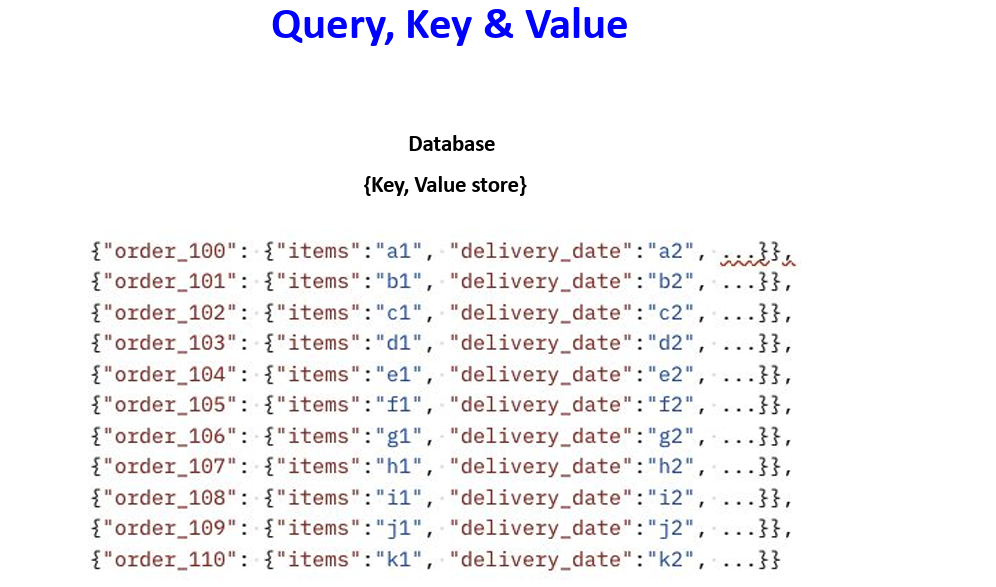 Query, Key & Value
Database
{Key, Value store}
{"order_100": {"items":"a1", "delivery_date":"a2", ...}},
{"order_101": {"items":"b1", "delivery_date":"b2", ...}},
{"order_102": {"items":"c1", "delivery_date":"c2", ...}},
{"order_103": {"items":"d1", "delivery_date":"d2", ...}},
{"order_104": {"items":"e1", "delivery_date":"e2", ...}},
{"order_105": {"items":"f1", "delivery_date":"f2", ...}},
{"order_106": {"items":"g1", "delivery_date":"g2", ...}},
{"order_107": {"items":"h1", "delivery_date":"h2", ...}},
{"order_108": {"items":"i1", "delivery_date":"i2", ...}},
{"order_109": {"items":"j1", "delivery_date":"j2", ...}},
{"order_110": {"items":"k1", "delivery_date":"k2", ...}}